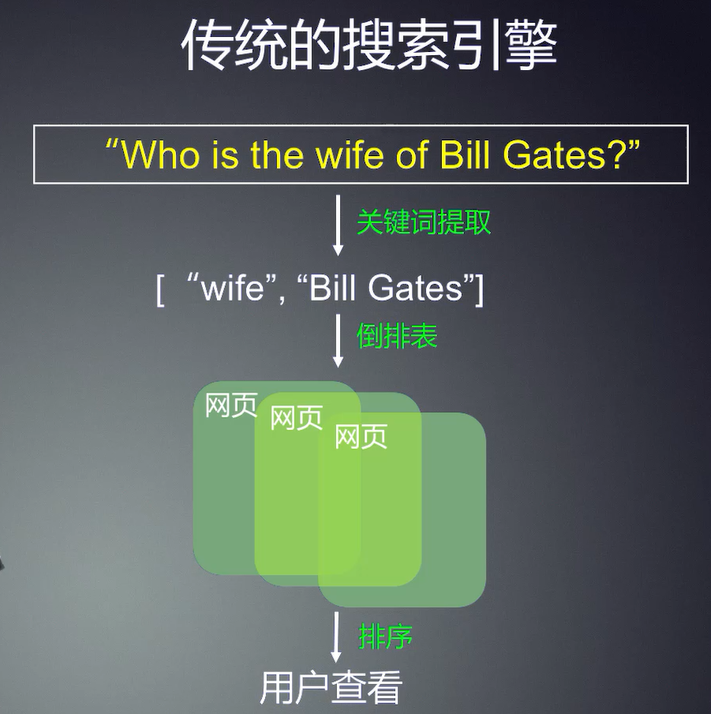 传统的搜索引擎
“Who is the wife of Bill Gates?”
关键词提取
[ “wife”, “Bill Gates”]
倒排表
网页
网页
网页
排序
用户查看